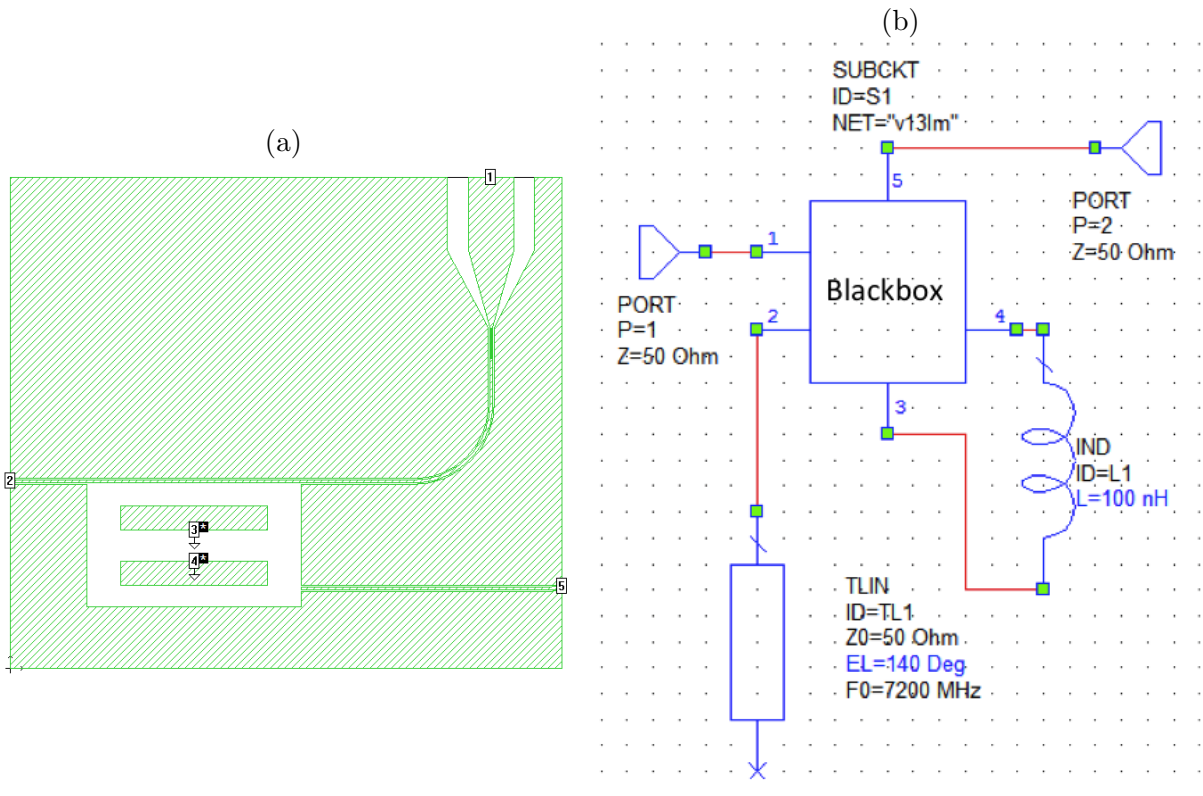 (a)
1
2
3*
4*
5
(b)
SUBCKT
ID=S1
NET="v13lm"
5
PORT
P=2
Z=50 Ohm
1
Blackbox
PORT
P=1
Z=50 Ohm
2
4
3
IND
ID=L1
L=100 nH
TLIN
ID=TL1
Z0=50 Ohm
EL=140 Deg
F0=7200 MHz